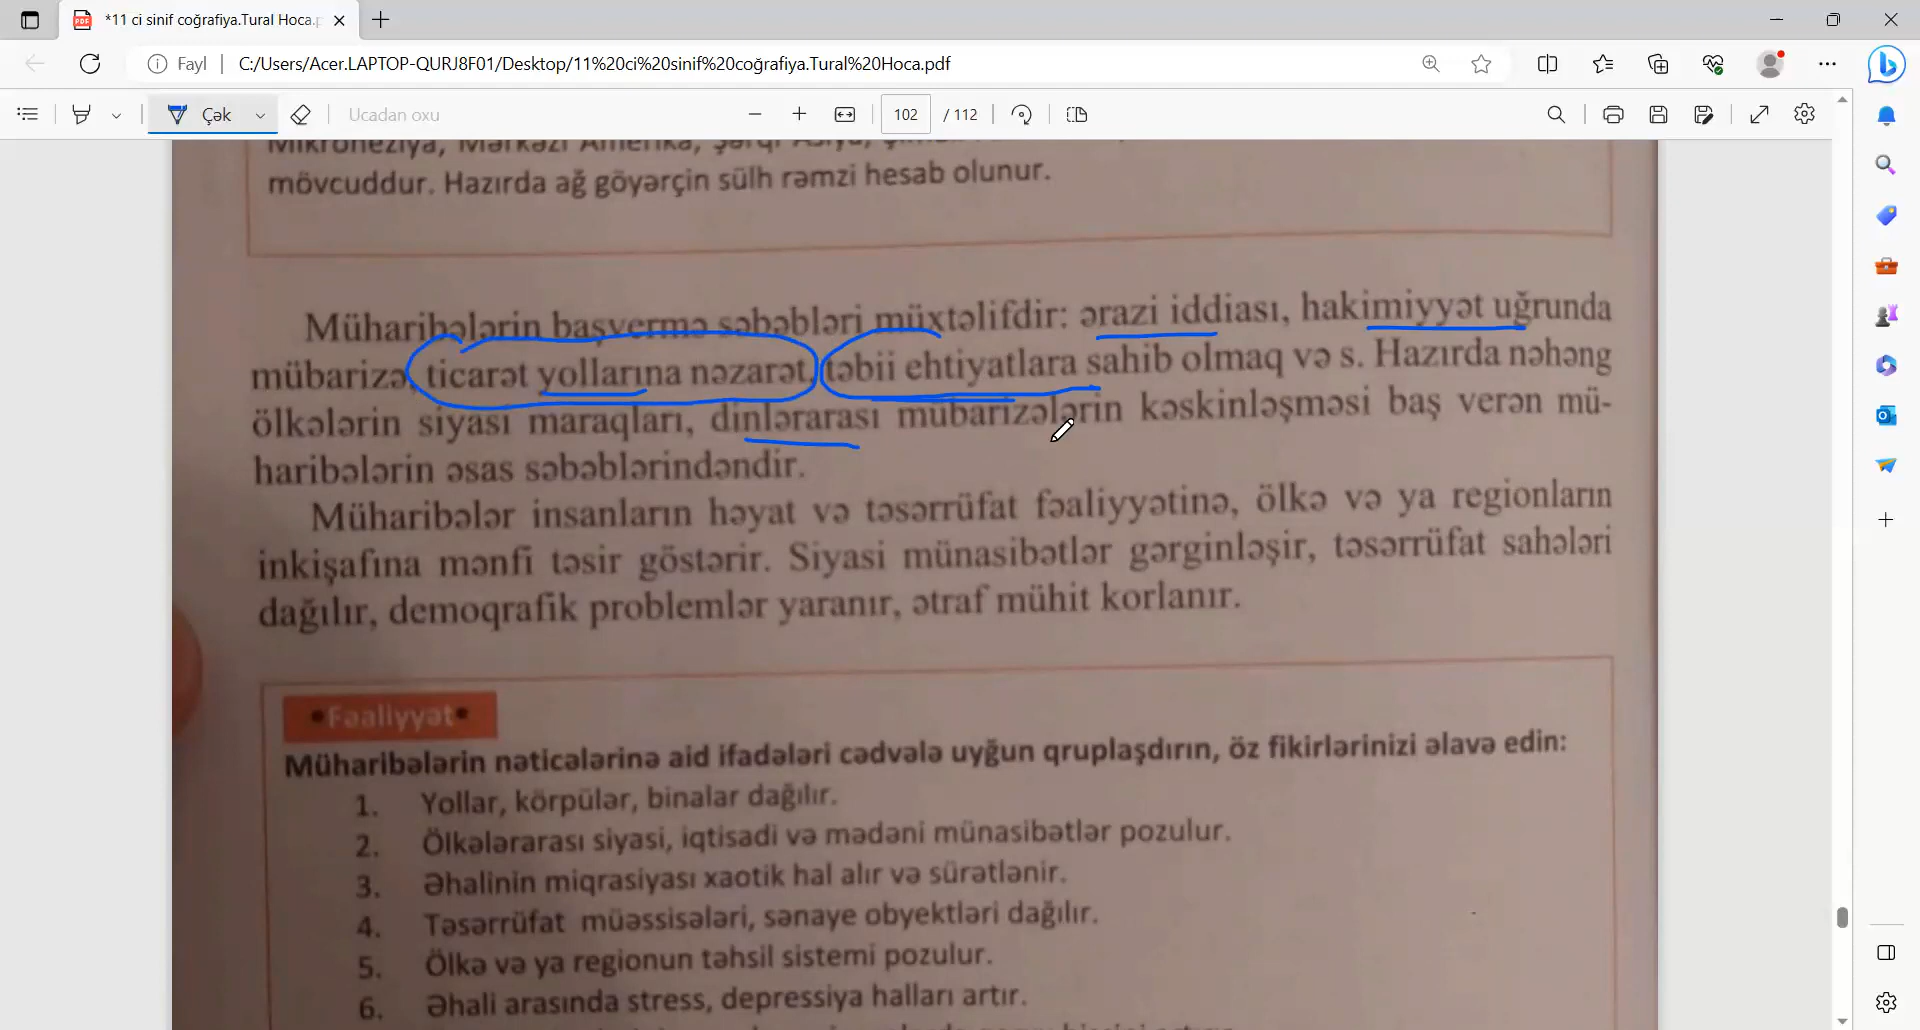 *11 ci sinif coğrafiya.Tural Hoca.p
Fayl
C:/Users/Acer.LAPTOP-QURJ8F01/Desktop/11%20ci%20sinif%20coğrafiya.Tural%20Hoca.pdf
Çək
Ucadan oxu
102 / 112
Mikroneziya, Mərkəzi Amerika, Şərqi Asiya,
mövcuddur. Hazırda ağ göyərçin sülh rəmzi hesab olunur.
Müharibələrin başvermə səbəbləri müxtəlifdir: ərazi iddiası, hakimiyyət uğrunda
mübarizə, ticarət yollarına nəzarət, təbii ehtiyatlara sahib olmaq və s. Hazırda nəhəng
ölkələrin siyasi maraqları, dinlərarası mübarizələrin kəskinləşməsi baş verən mü-
haribələrin əsas səbəblərindəndir.
Müharibələr insanların həyat və təsərrüfat fəaliyyətinə, ölkə və ya regionların
inkişafına mənfi təsir göstərir. Siyasi münasibətlər gərginləşir, təsərrüfat sahələri
dağılır, demoqrafik problemlər yaranır, ətraf mühit korlanır.
•Fəaliyyət•
Müharibələrin nəticələrinə aid ifadələri cədvələ uyğun qruplaşdırın, öz fikirlərinizi əlavə edin:
1. Yollar, körpülər, binalar dağılır.
2. Ölkələrarası siyasi, iqtisadi və mədəni münasibətlər pozulur.
3. Əhalinin miqrasiyası xaotik hal alır və sürətlənir.
4. Təsərrüfat müəssisələri, sənaye obyektləri dağılır.
5. Ölkə və ya regionun təhsil sistemi pozulur.
6. Əhali arasında stress, depressiya halları artır.